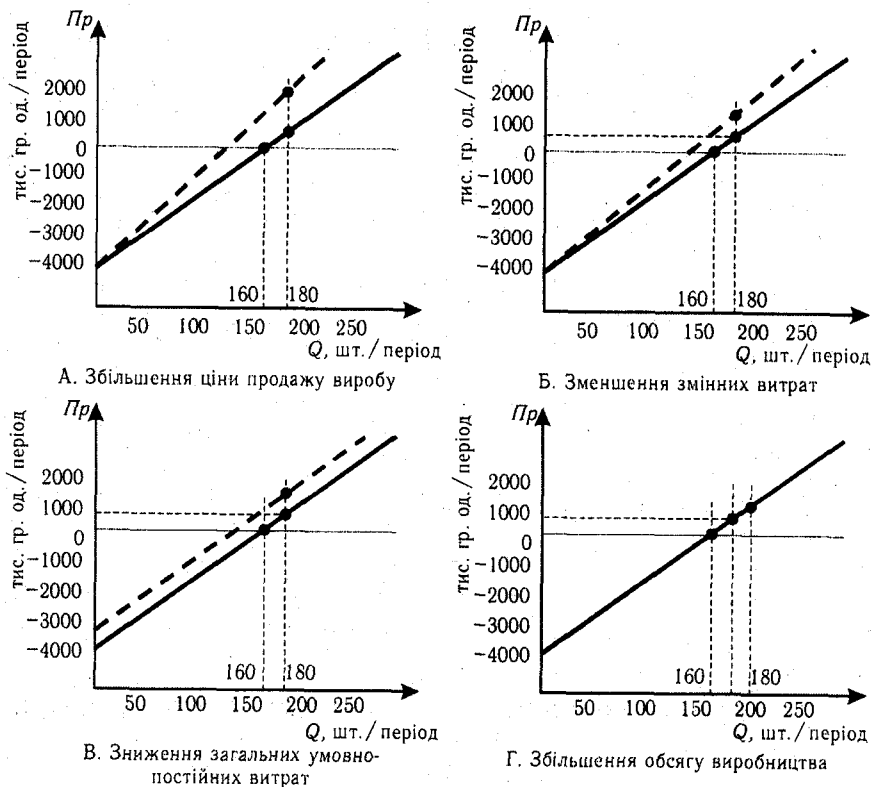 Пр
тис. гр. од./період
2000
1000
0
−1000
−2000
−3000
−4000
160
180
50 100 150 200 250
Q, шт./період
А. Збільшення ціни продажу виробу
Пр
тис. гр. од./період
2000
1000
0
−1000
−2000
−3000
−4000
160
180
50 100 150 200 250
Q, шт./період
Б. Зменшення змінних витрат
Пр
тис. гр. од./період
2000
1000
0
−1000
−2000
−3000
−4000
160
180
50 100 150 200 250
Q, шт./період
В. Зниження загальних умовно-
постійних витрат
Пр
тис. гр. од./період
2000
1000
0
−1000
−2000
−3000
−4000
160
180
50 100 150 200 250
Q, шт./період
Г. Збільшення обсягу виробництва